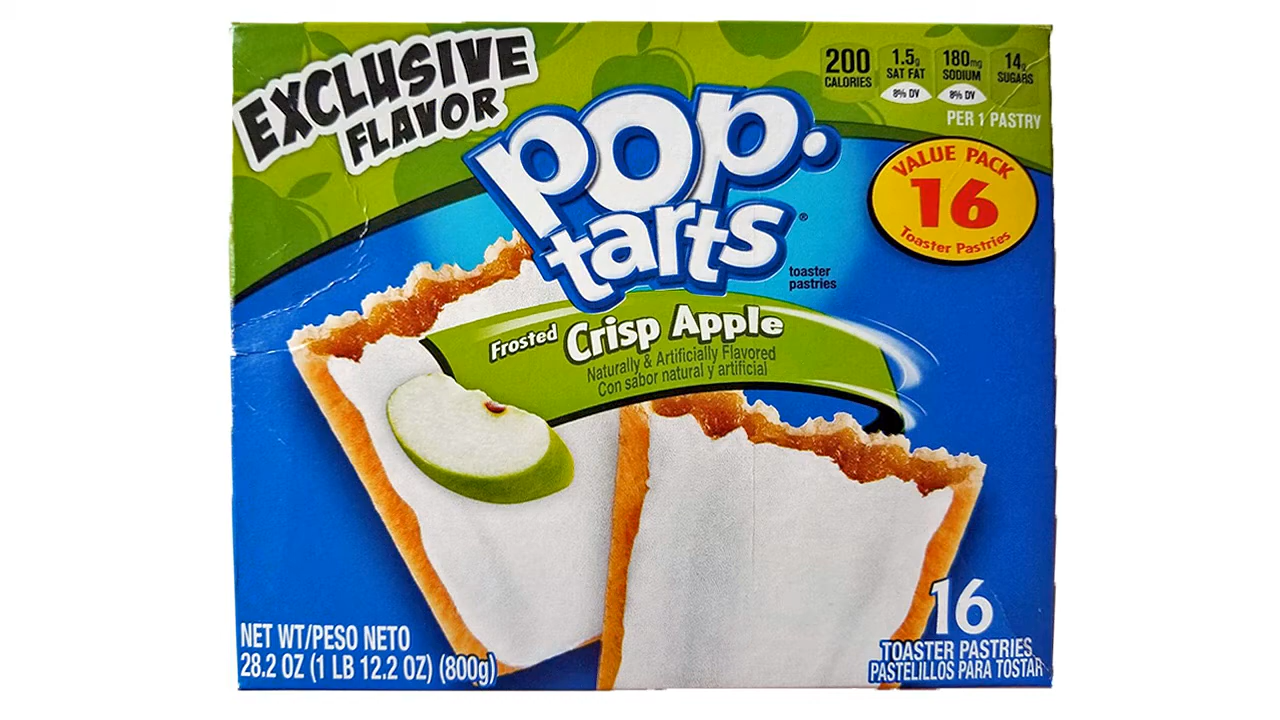 EXCLUSIVE
FLAVOR
200
CALORIES
1.5g
SAT FAT
8% DV
180mg
SODIUM
8% DV
14g
SUGARS
PER 1 PASTRY
POP.
tarts®
toaster
pastries
VALUE PACK
16
Toaster Pastries
Frosted Crisp Apple
Naturally & Artificially Flavored
Con sabor natural y artificial
NET WT/PESO NETO
28.2 OZ (1 LB 12.2 OZ) (800g)
16
TOASTER PASTRIES
PASTELILLOS PARA TOSTAR